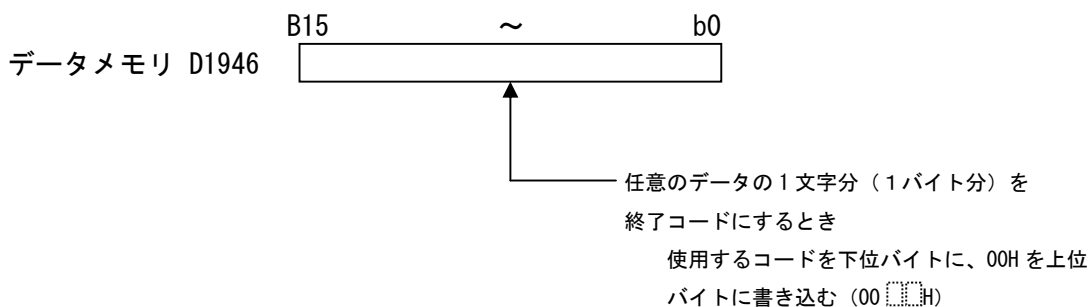 B15 ～ b0
データメモリ D1946
任意のデータの１文字分（１バイト分）を
終了コードにするとき
使用するコードを下位バイトに、00H を上位
バイトに書き込む（00 □□H）